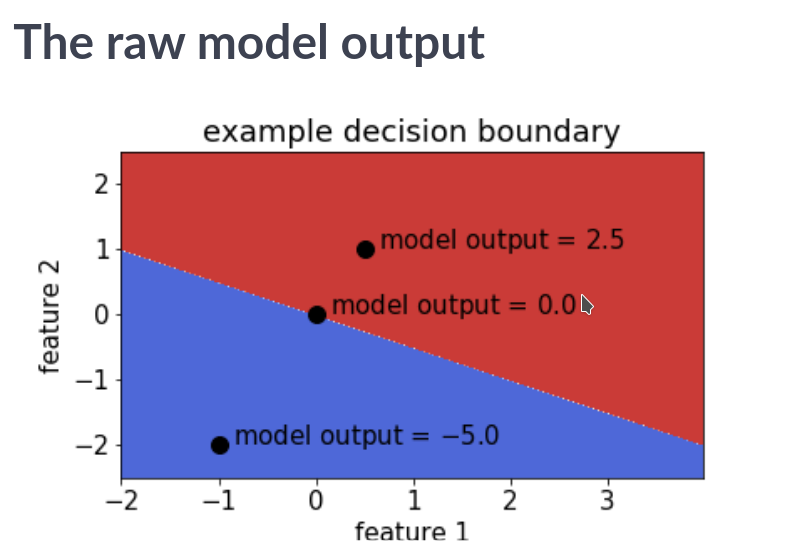 The raw model output
example decision boundary
2
model output = 2.5
1
model output = 0.0
0
feature 2
−1
model output = −5.0
−2
−2 −1 0 1 2 3
feature 1